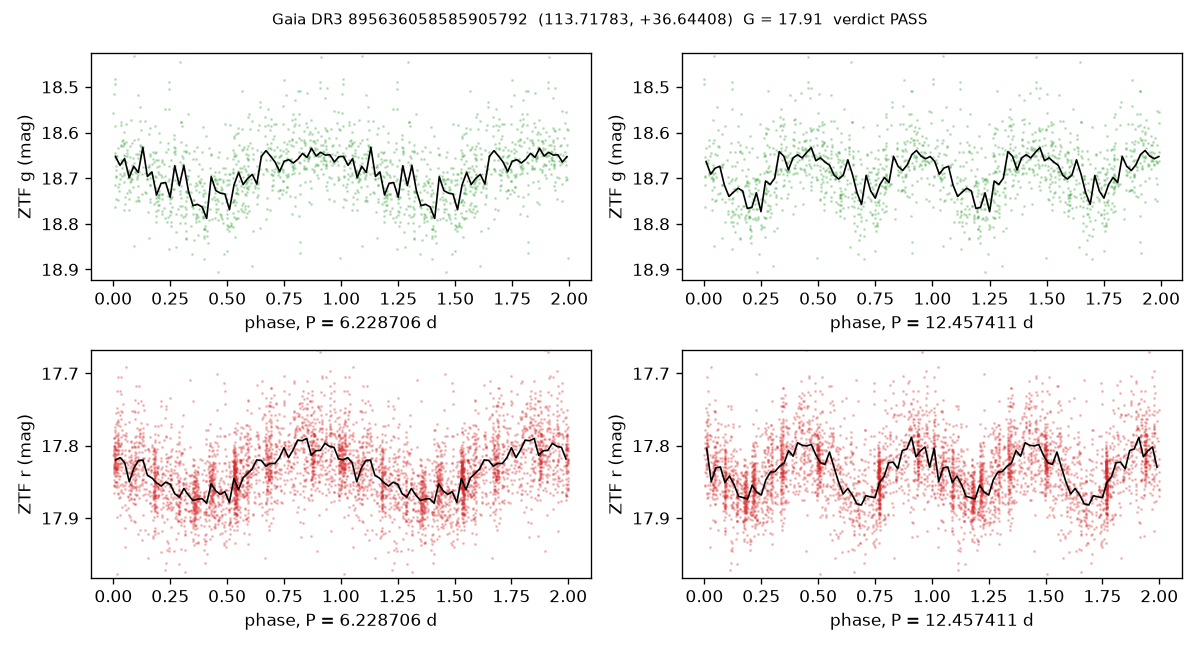 Gaia DR3 895636058585905792 (113.71783, +36.64408) G = 17.91 verdict PASS
ZTF g (mag)
18.5
18.6
18.7
18.8
18.9
0.00 0.25 0.50 0.75 1.00 1.25 1.50 1.75 2.00
phase, P = 6.228706 d
ZTF g (mag)
18.5
18.6
18.7
18.8
18.9
0.00 0.25 0.50 0.75 1.00 1.25 1.50 1.75 2.00
phase, P = 12.457411 d
ZTF r (mag)
17.7
17.8
17.9
0.00 0.25 0.50 0.75 1.00 1.25 1.50 1.75 2.00
phase, P = 6.228706 d
ZTF r (mag)
17.7
17.8
17.9
0.00 0.25 0.50 0.75 1.00 1.25 1.50 1.75 2.00
phase, P = 12.457411 d